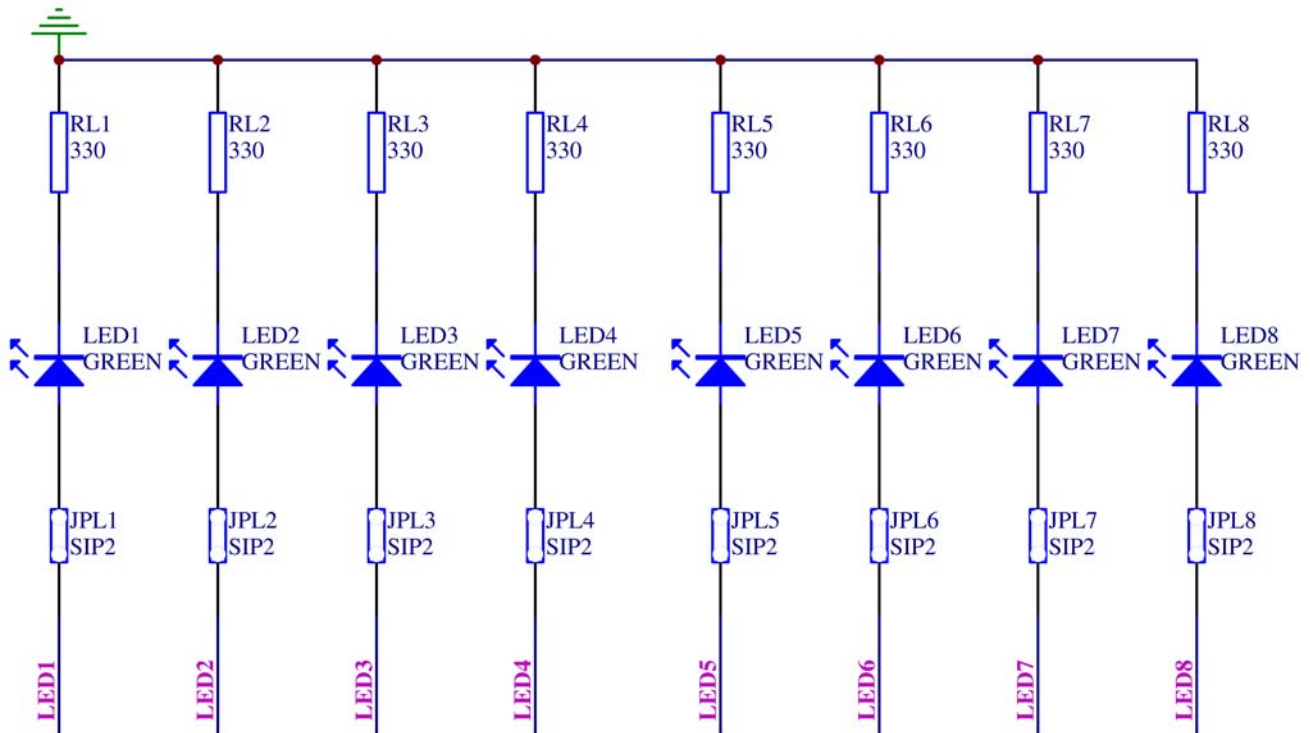 RL1
330
RL2
330
RL3
330
RL4
330
RL5
330
RL6
330
RL7
330
RL8
330
LED1
GREEN
LED2
GREEN
LED3
GREEN
LED4
GREEN
LED5
GREEN
LED6
GREEN
LED7
GREEN
LED8
GREEN
JPL1
SIP2
JPL2
SIP2
JPL3
SIP2
JPL4
SIP2
JPL5
SIP2
JPL6
SIP2
JPL7
SIP2
JPL8
SIP2
LED1
LED2
LED3
LED4
LED5
LED6
LED7
LED8